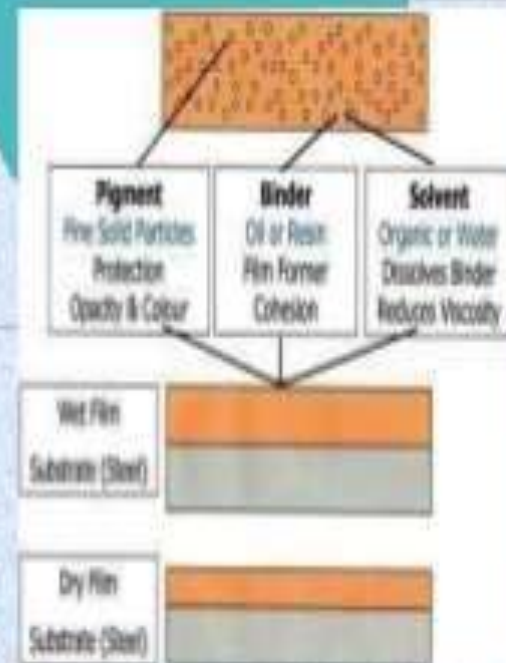 Pigment
Fine Solid Particles
Protection
Opacity & Colour
Binder
Oil or Resin
Film Former
Cohesion
Solvent
Organic or Water
Dissolves Binder
Reduces Viscosity
Wet Film
Substrate (Steel)
Dry Film
Substrate (Steel)